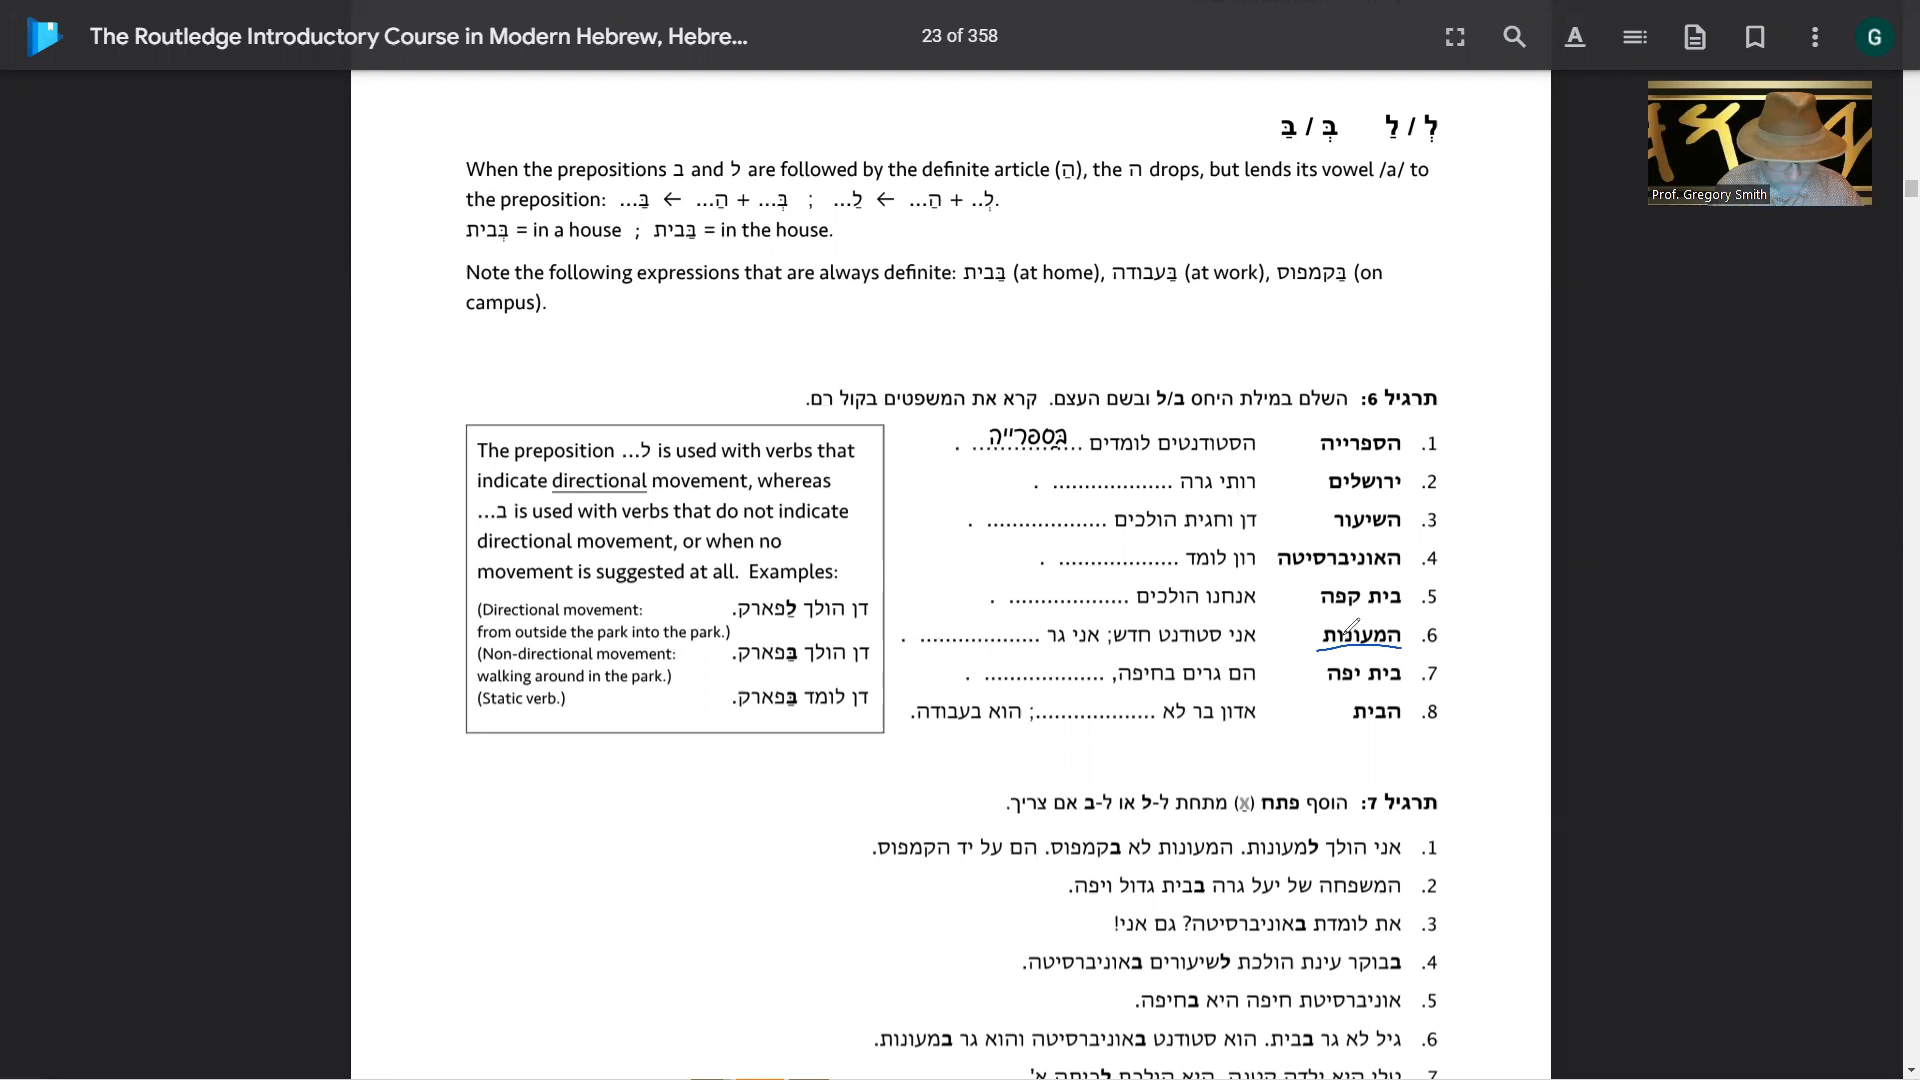 The Routledge Introductory Course in Modern Hebrew, Hebre...
23 of 358
G
Prof. Gregory Smith
לְ / לַ  בְּ / בַּ
When the prepositions ב and ל are followed by the definite article (הַ), the ה drops, but lends its vowel /a/ to
the preposition: ...לְ.. + הַ... ← לַ... ; בְּ... + הַ... ← בַּ
בְּבית = in a house ; בַּבית = in the house.
Note the following expressions that are always definite: בַּבית (at home), בַּעבודה (at work), בַּקמפוס (on
campus).
תרגיל 6: השלם במילת היחס ב/ל ובשם העצם. קרא את המשפטים בקול רם.
1. הספרייה הסטודנטים לומדים ...בַּספרייה... .
2. ירושלים רותי גרה ................... .
3. השיעור דן וחגית הולכים ................... .
4. האוניברסיטה רון לומד ................... .
5. בית קפה אנחנו הולכים ................... .
6. המעונות אני סטודנט חדש; אני גר ................... .
7. בית יפה הם גרים בחיפה, ................... .
8. הבית אדון בר לא ...................; הוא בעבודה.
The preposition ל... is used with verbs that
indicate directional movement, whereas
ב... is used with verbs that do not indicate
directional movement, or when no
movement is suggested at all. Examples:
(Directional movement: דן הולך לַפארק.
from outside the park into the park.)
(Non-directional movement: דן הולך בַּפארק.
walking around in the park.)
(Static verb.) דן לומד בַּפארק.
תרגיל 7: הוסף פתח (xַ) מתחת ל-ל או ל-ב אם צריך.
1. אני הולך למעונות. המעונות לא בקמפוס. הם על יד הקמפוס.
2. המשפחה של יעל גרה בבית גדול ויפה.
3. את לומדת באוניברסיטה? גם אני!
4. בבוקר עינת הולכת לשיעורים באוניברסיטה.
5. אוניברסיטת חיפה היא בחיפה.
6. גיל לא גר בבית. הוא סטודנט באוניברסיטה והוא גר במעונות.
7. טלי היא ילדה קטנה. היא הולכת לכיתה א'